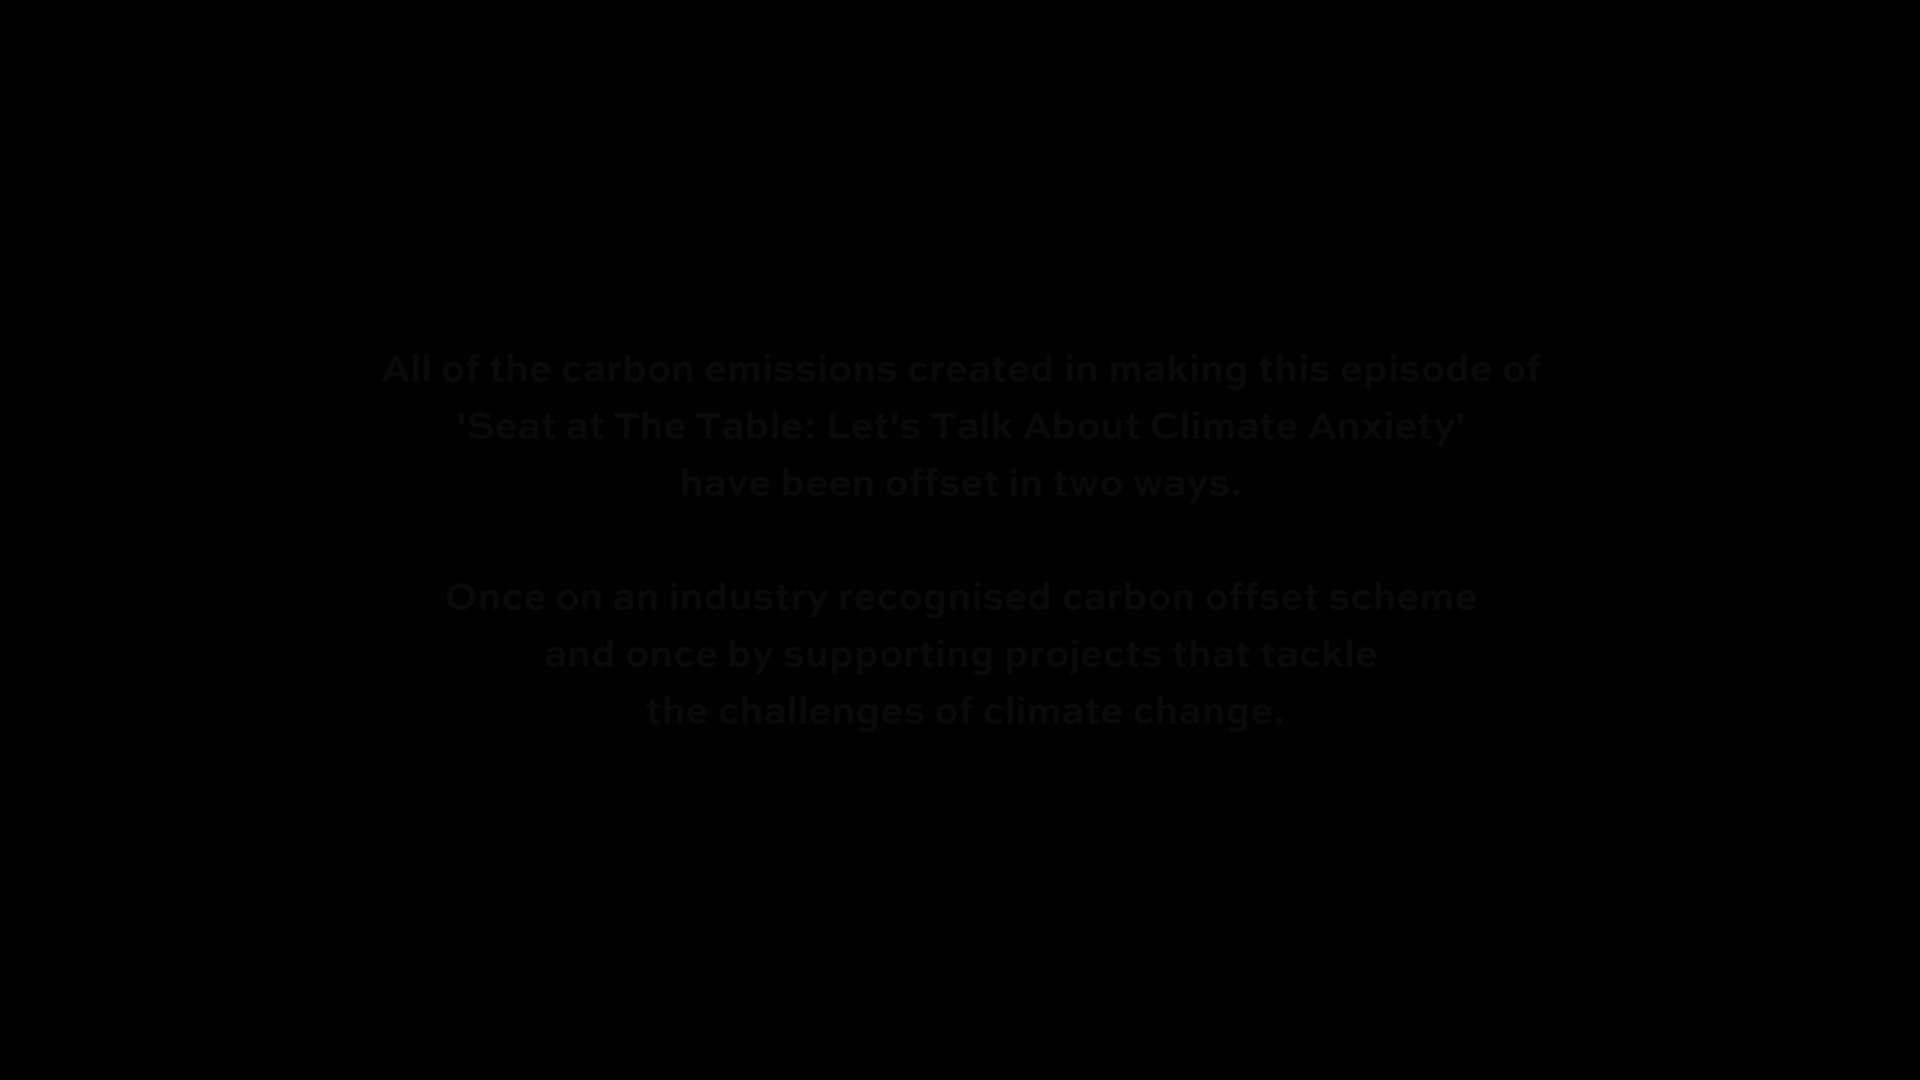 All of the carbon emissions created in making this episode of
'Seat at The Table: Let's Talk About Climate Anxiety'
have been offset in two ways.
Once on an industry recognised carbon offset scheme
and once by supporting projects that tackle
the challenges of climate change.